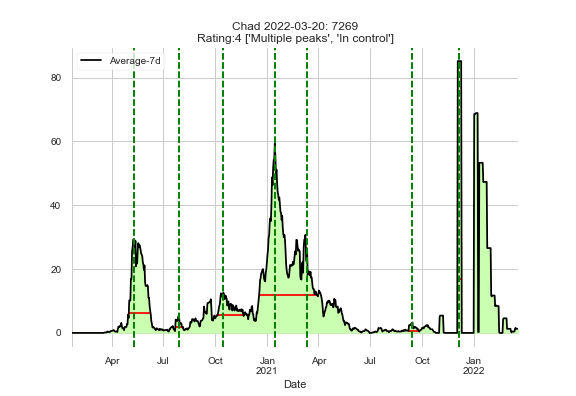 Chad 2022-03-20: 7269
Rating:4 ['Multiple peaks', 'In control']
Average-7d
80
60
40
20
0
Apr
Jul
Oct
Jan
2021
Apr
Jul
Oct
Jan
2022
Date